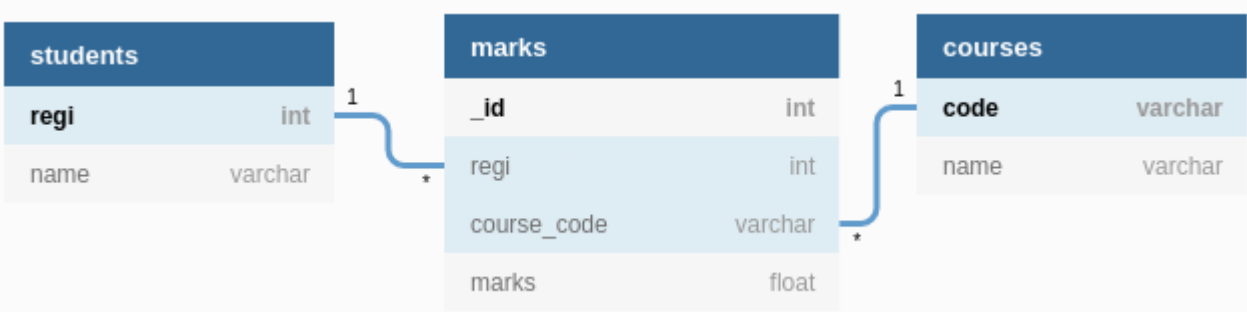 students
regi int
name varchar
1
*
marks
_id int
regi int
course_code varchar
marks float
1
*
courses
code varchar
name varchar